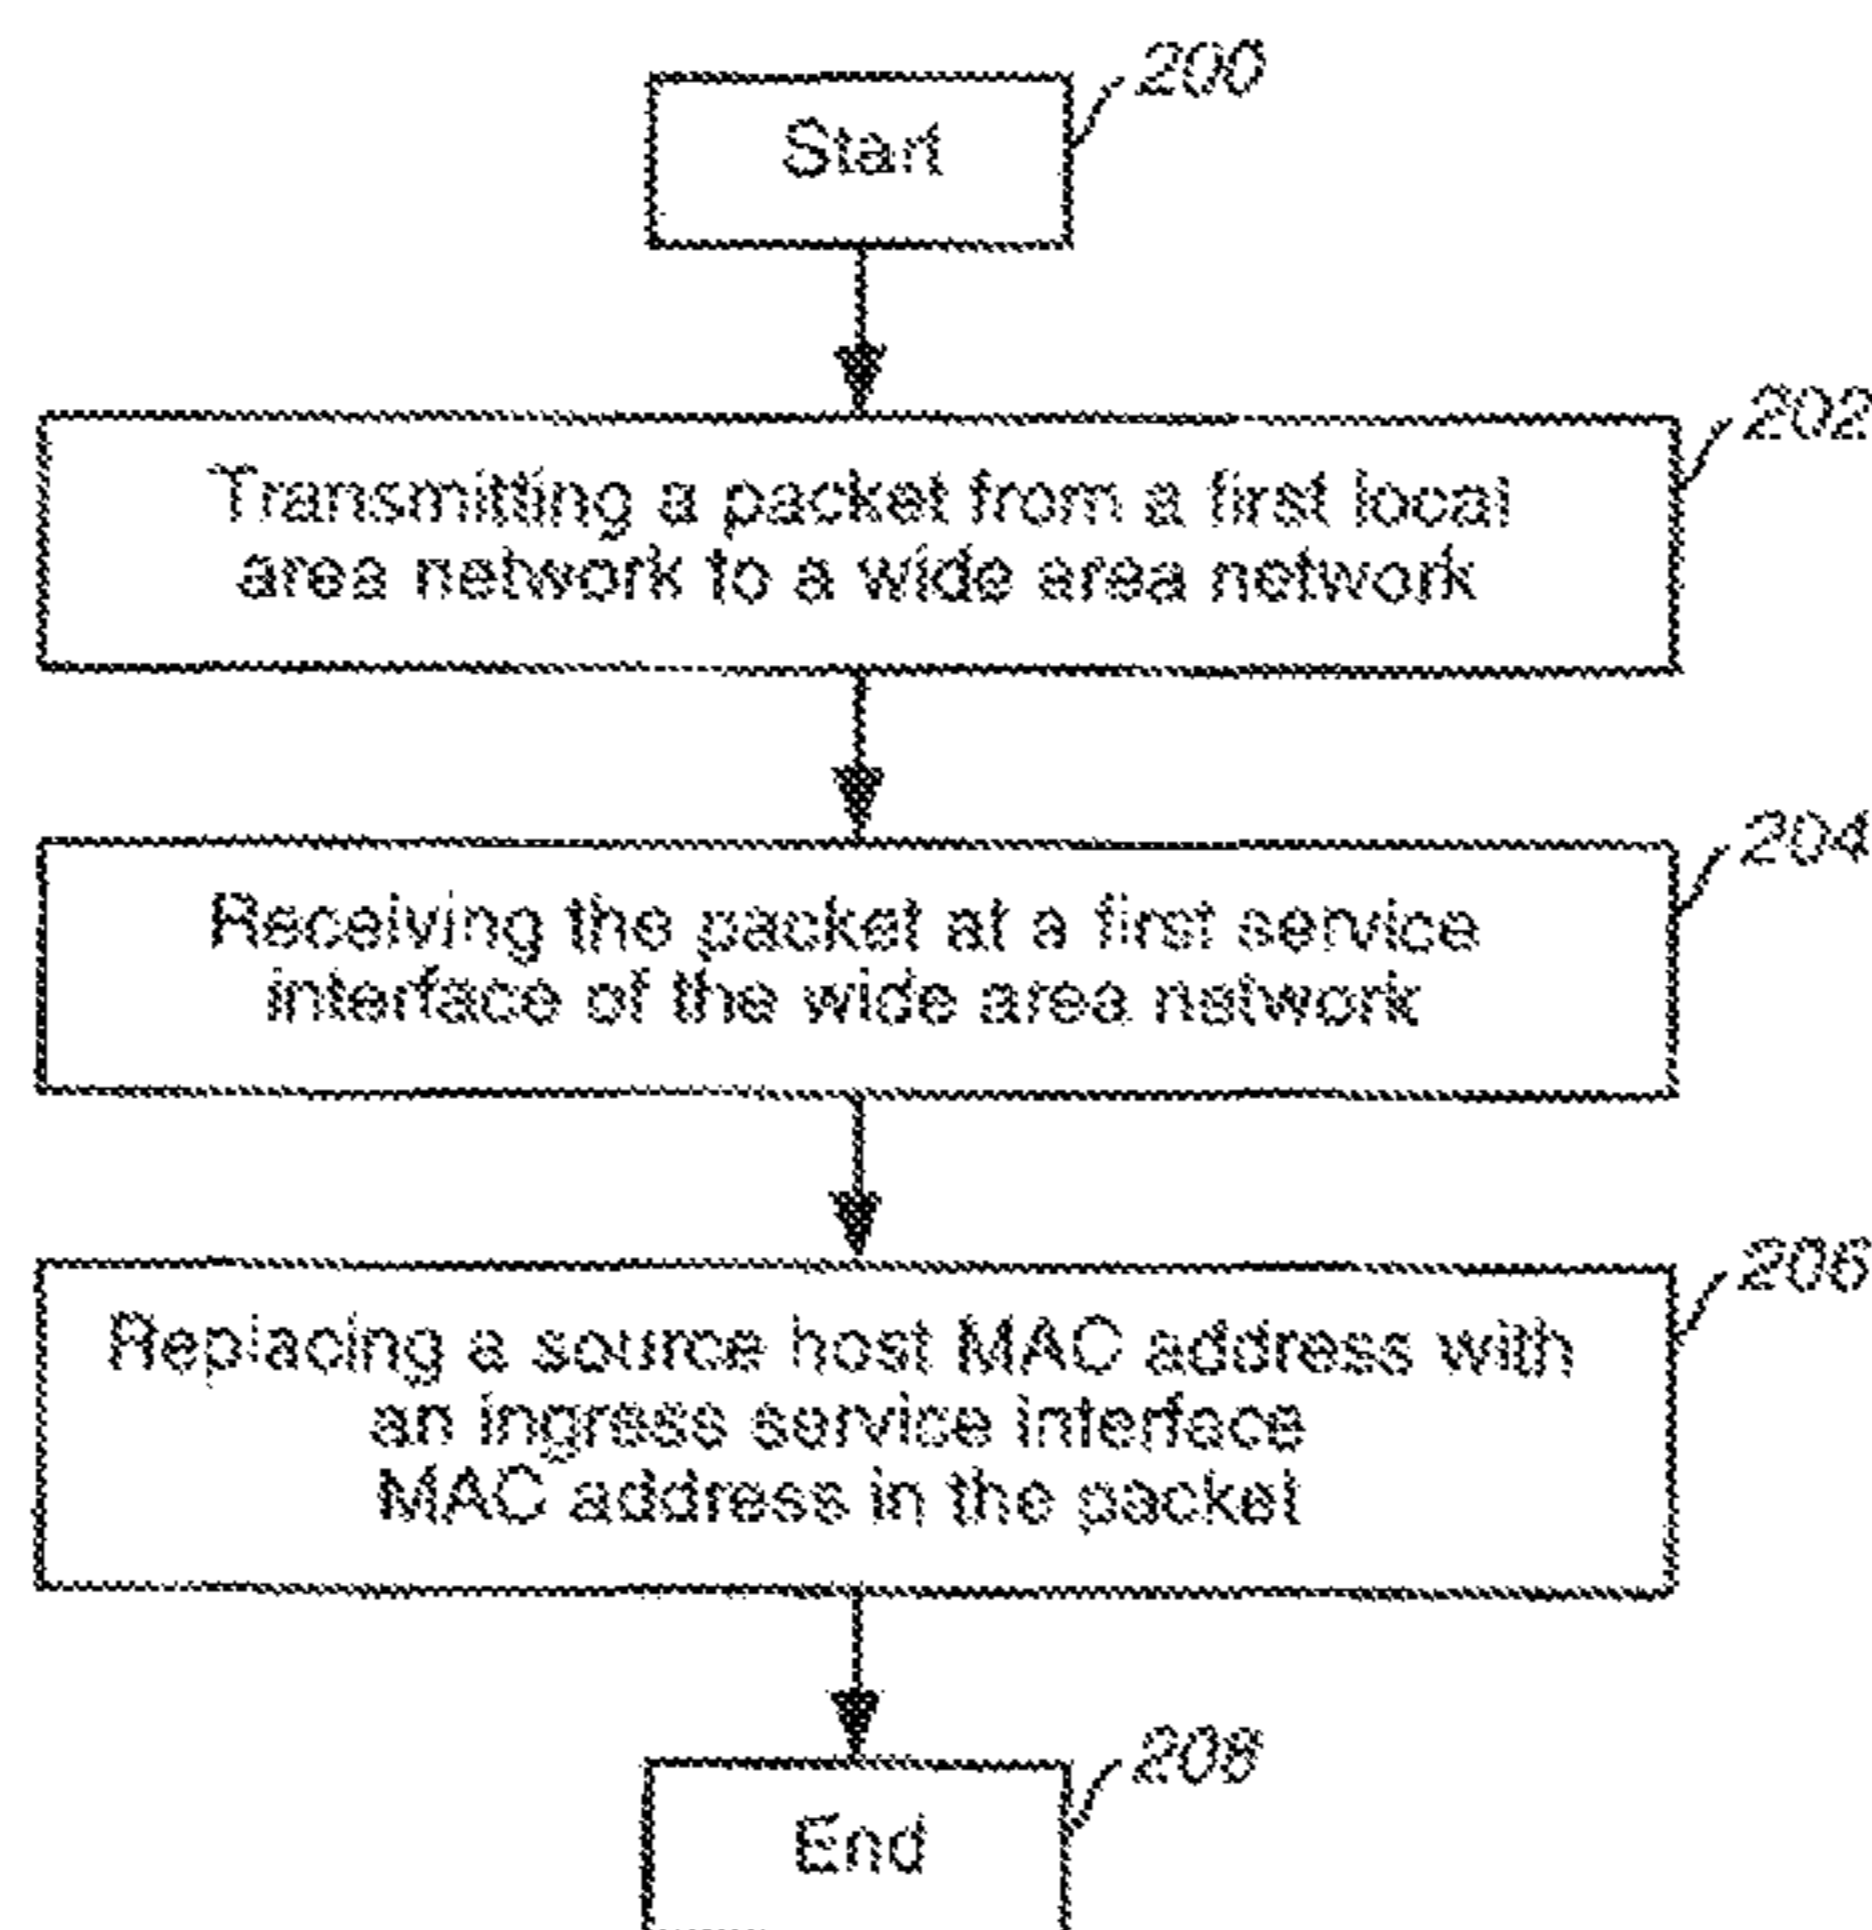 200
Start
202
Transmitting a packet from a first local
area network to a wide area network
204
Receiving the packet at a first service
interface of the wide area network
206
Replacing a source host MAC address with
an ingress service interface
MAC address in the packet
208
End